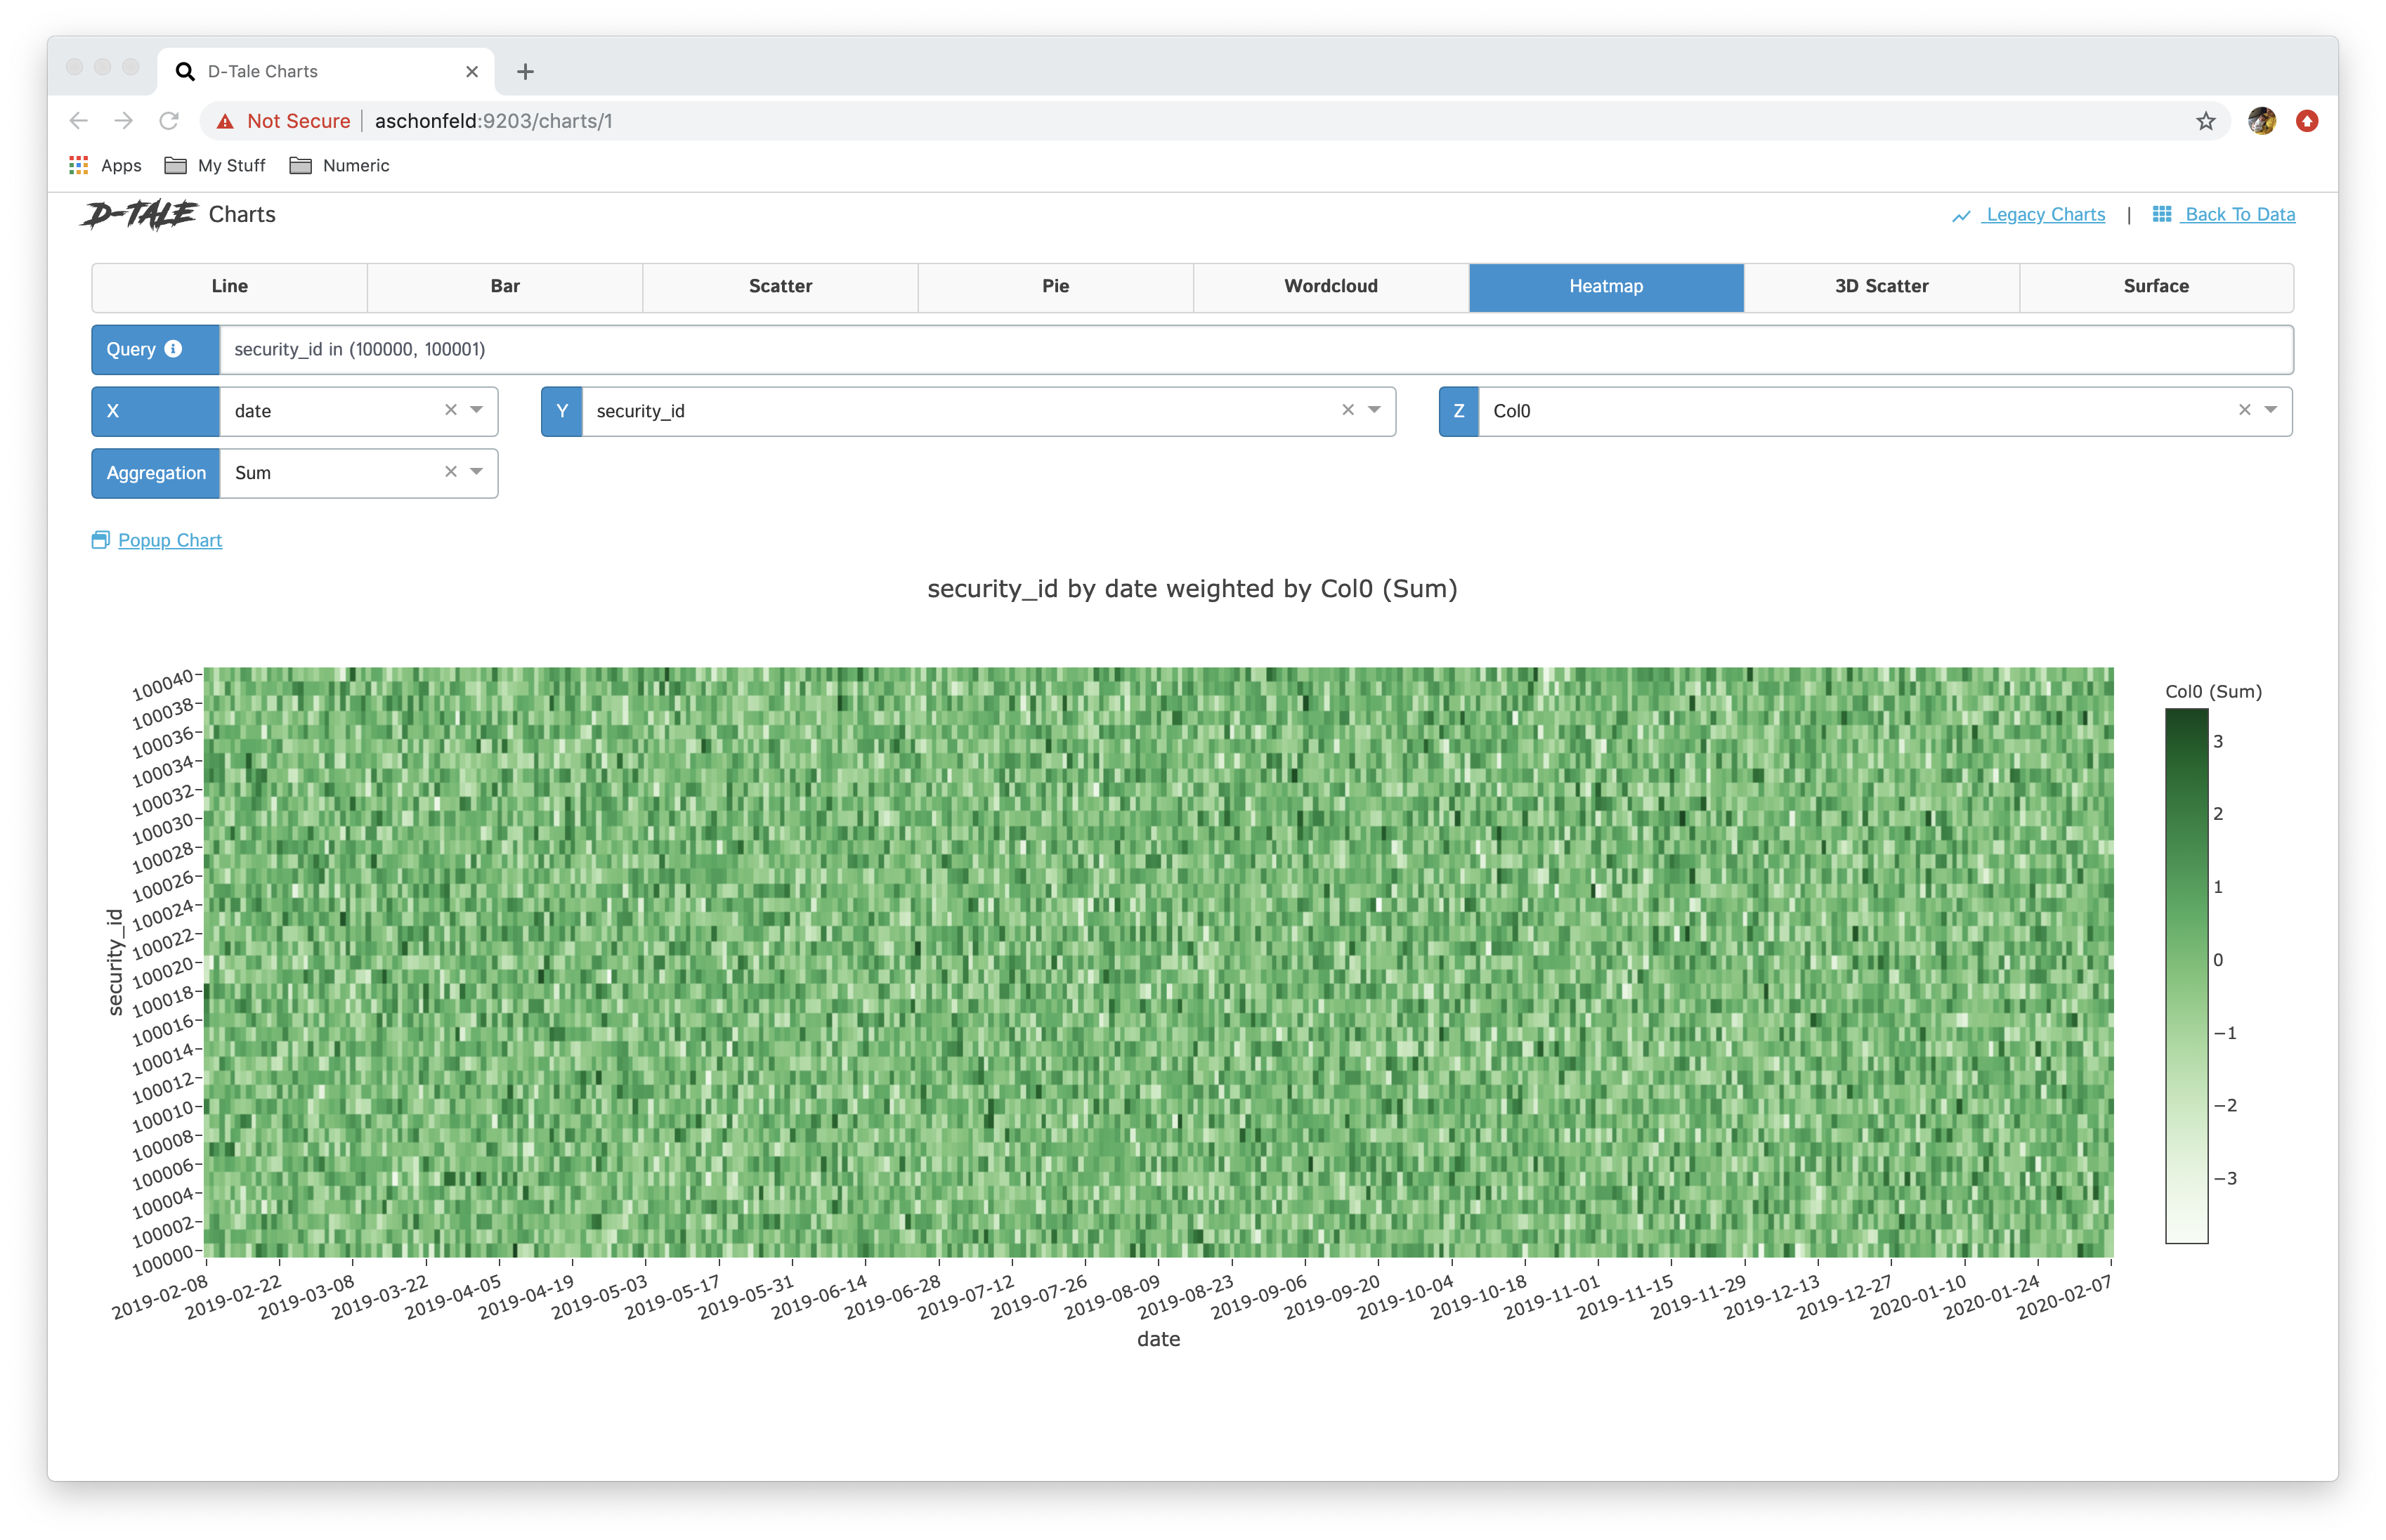 D-Tale Charts
Not Secure | aschonfeld:9203/charts/1
Apps My Stuff Numeric
D-TALE Charts Legacy Charts | Back To Data
Line Bar Scatter Pie Wordcloud Heatmap 3D Scatter Surface
Query security_id in (100000, 100001)
X date Y security_id Z Col0
Aggregation Sum
Popup Chart
security_id by date weighted by Col0 (Sum)
security_id
100040
100038
100036
100034
100032
100030
100028
100026
100024
100022
100020
100018
100016
100014
100012
100010
100008
100006
100004
100002
100000
2019-02-08 2019-02-22 2019-03-08 2019-03-22 2019-04-05 2019-04-19 2019-05-03 2019-05-17 2019-05-31 2019-06-14 2019-06-28 2019-07-12 2019-07-26 2019-08-09 2019-08-23 2019-09-06 2019-09-20 2019-10-04 2019-10-18 2019-11-01 2019-11-15 2019-11-29 2019-12-13 2019-12-27 2020-01-10 2020-01-24 2020-02-07
date
Col0 (Sum)
3
2
1
0
−1
−2
−3